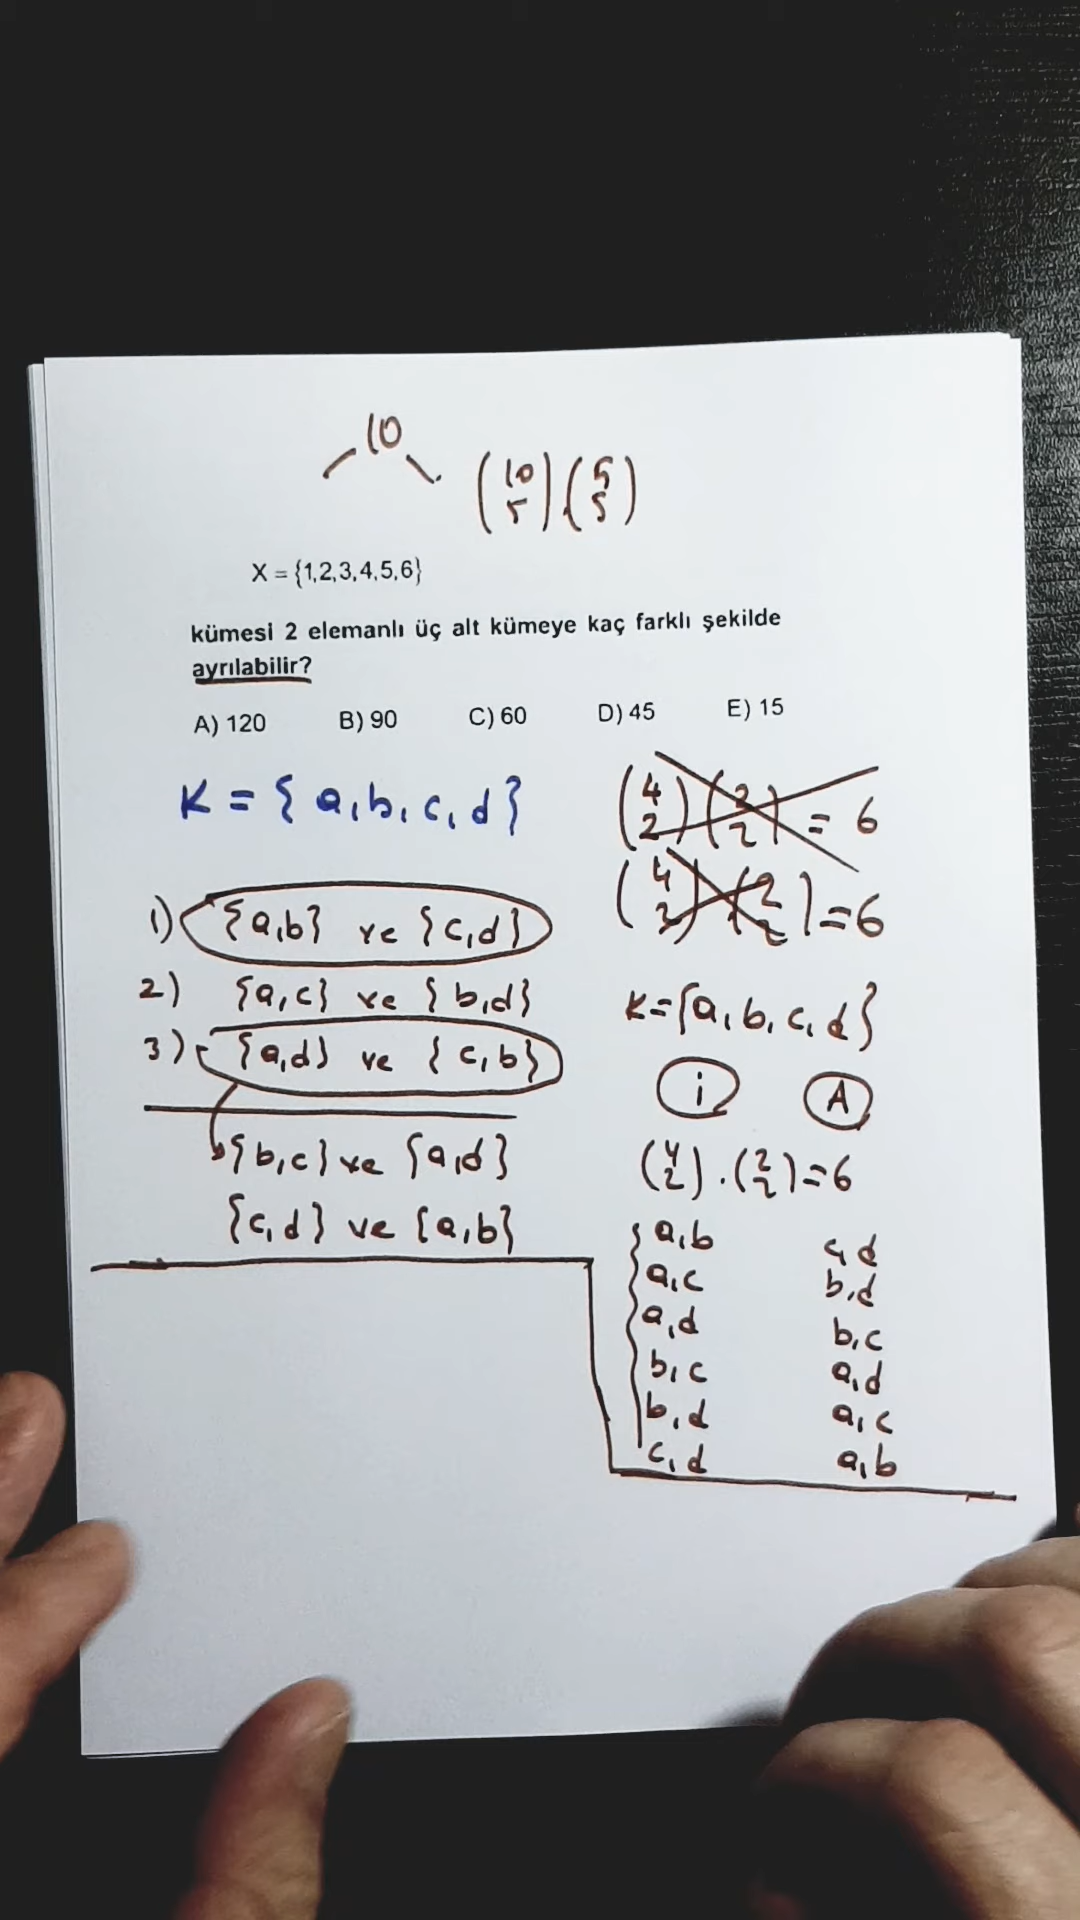 10
(10 5) (5 5)
X = {1,2,3,4,5,6}
kümesi 2 elemanlı üç alt kümeye kaç farklı şekilde
ayrılabilir?
A) 120 B) 90 C) 60 D) 45 E) 15
K = { a, b, c, d }
(4 2) (2 2) = 6
(4 2) (2 2) = 6
1) {a,b} ve {c,d}
2) {a,c} ve {b,d}
3) {a,d} ve {c,b}
{b,c} ve {a,d}
{c,d} ve {a,b}
K={a, b, c, d}
i A
(4 2) . (2 2) = 6
a,b c,d
a,c b,d
a,d b,c
b,c a,d
b,d a,c
c,d a,b